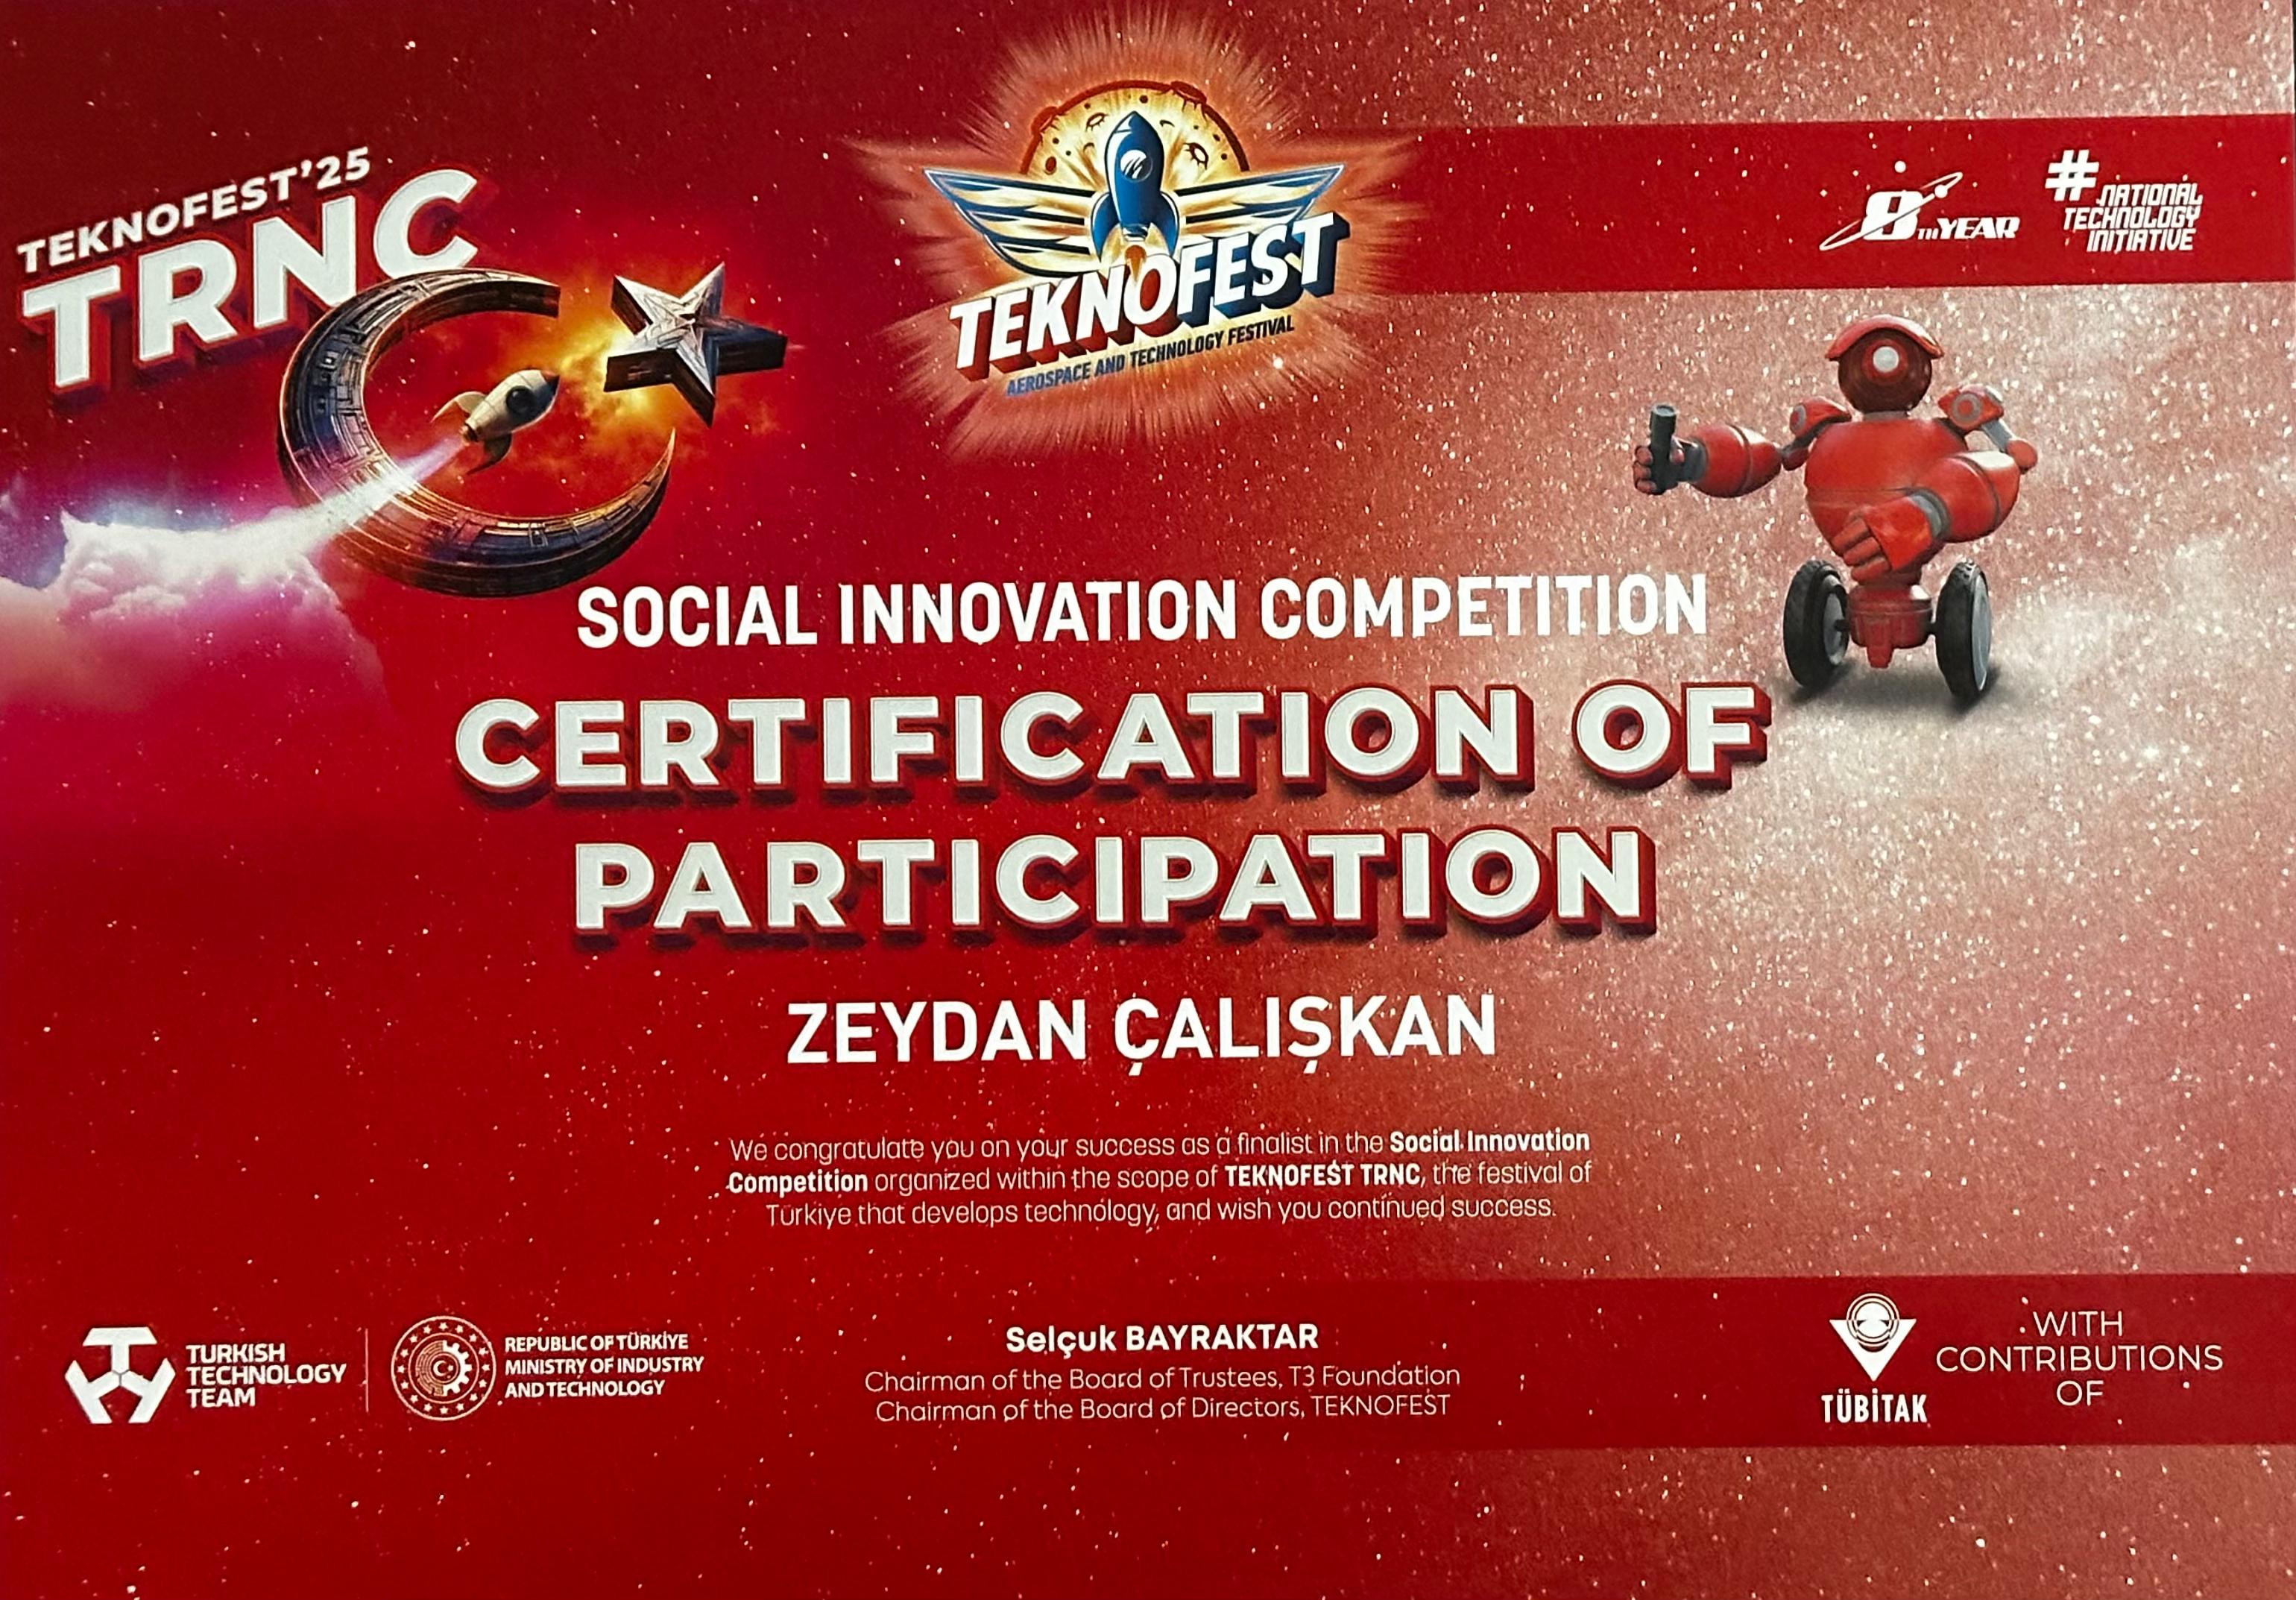 TEKNOFEST'25
TRNC
TEKNOFEST
AEROSPACE AND TECHNOLOGY FESTIVAL
8THYEAR
#NATIONAL
TECHNOLOGY
INITIATIVE
SOCIAL INNOVATION COMPETITION
CERTIFICATION OF
PARTICIPATION
ZEYDAN ÇALIŞKAN
We congratulate you on your success as a finalist in the Social Innovation
Competition organized within the scope of TEKNOFEST TRNC, the festival of
Türkiye that develops technology, and wish you continued success.
TURKISH
TECHNOLOGY
TEAM
REPUBLIC OF TÜRKİYE
MINISTRY OF INDUSTRY
AND TECHNOLOGY
Selçuk BAYRAKTAR
Chairman of the Board of Trustees, T3 Foundation
Chairman of the Board of Directors, TEKNOFEST
TÜBİTAK
WITH
CONTRIBUTIONS
OF